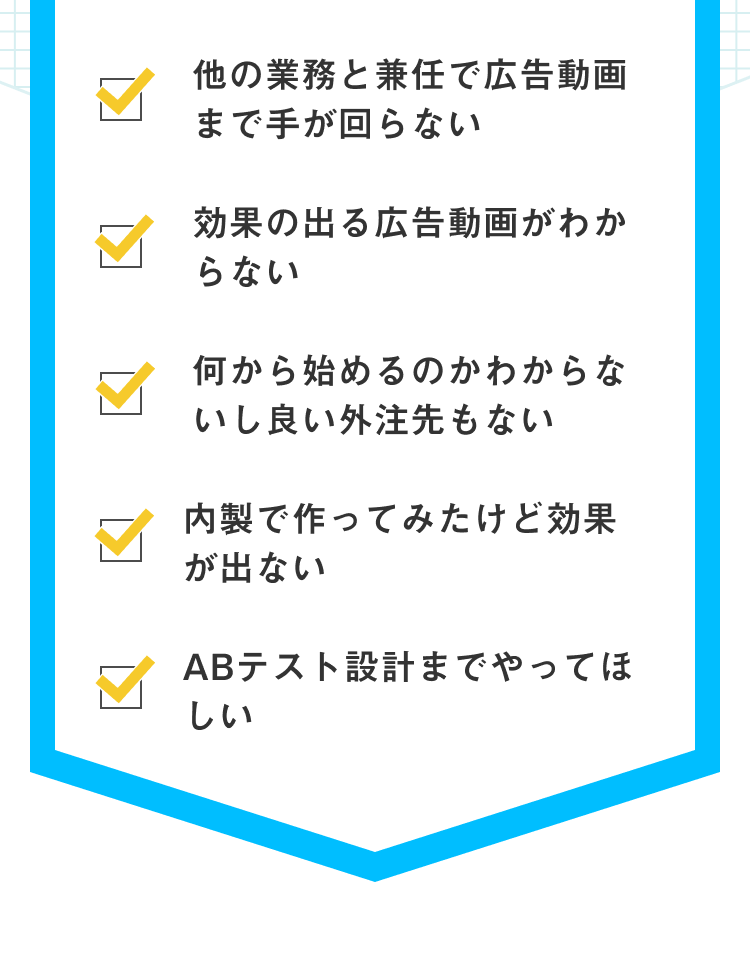 他の業務と兼任で広告動画
まで手が回らない
効果の出る広告動画がわか
らない
何から始めるのかわからな
いし良い外注先もない
内製で作ってみたけど効果
が出ない
ABテスト設計までやってほ
しい